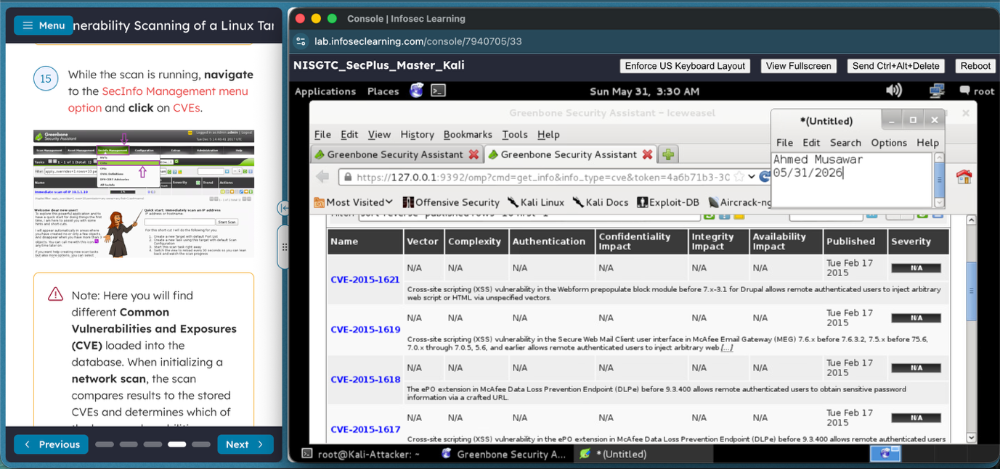 Menu
nerability Scanning of a Linux Tar
15
While the scan is running, navigate
to the SecInfo Management menu
option and click on CVEs.
Greenbone
Security Assistant
Note: Here you will find
different Common
Vulnerabilities and Exposures
(CVE) loaded into the
database. When initializing a
network scan, the scan
compares results to the stored
CVEs and determines which of
Previous
Next
Console | Infosec Learning
lab.infoseclearning.com/console/7940705/33
NISGTC_SecPlus_Master_Kali
Enforce US Keyboard Layout
View Fullscreen
Send Ctrl+Alt+Delete
Reboot
Applications Places
Sun May 31, 3:30 AM
root
Greenbone Security Assistant - Iceweasel
File Edit View History Bookmarks Tools Help
Greenbone Security Assistant
Greenbone Security Assistant
https://127.0.0.1:9392/omp?cmd=get_info&info_type=cve&token=4a6b71b3-30
Most Visited
Offensive Security
Kali Linux
Kali Docs
Exploit-DB
Aircrack-ng
*(Untitled)
File Edit Search Options Help
Ahmed Musawar
05/31/2026
Name Vector Complexity Authentication Confidentiality Impact Integrity Impact Availability Impact Published Severity
CVE-2015-1621
N/A N/A N/A N/A N/A N/A Tue Feb 17 2015 N/A
Cross-site scripting (XSS) vulnerability in the Webform prepopulate block module before 7.x-3.1 for Drupal allows remote authenticated users to inject arbitrary
web script or HTML via unspecified vectors.
CVE-2015-1619
N/A N/A N/A N/A N/A N/A Tue Feb 17 2015 N/A
Cross-site scripting (XSS) vulnerability in the Secure Web Mail Client user interface in McAfee Email Gateway (MEG) 7.6.x before 7.6.3.2, 7.5.x before 75.6,
7.0.x through 7.0.5, 5.6, and earlier allows remote authenticated users to inject arbitrary web [...]
CVE-2015-1618
N/A N/A N/A N/A N/A N/A Tue Feb 17 2015 N/A
The ePO extension in McAfee Data Loss Prevention Endpoint (DLPe) before 9.3.400 allows remote authenticated users to obtain sensitive password
information via a crafted URL.
CVE-2015-1617
N/A N/A N/A N/A N/A N/A Tue Feb 17 2015 N/A
Cross-site scripting (XSS) vulnerability in the ePO extension in McAfee Data Loss Prevention Endpoint (DLPe) before 9.3.400 allows remote authenticated users
root@Kali-Attacker: ~
Greenbone Security A...
*(Untitled)